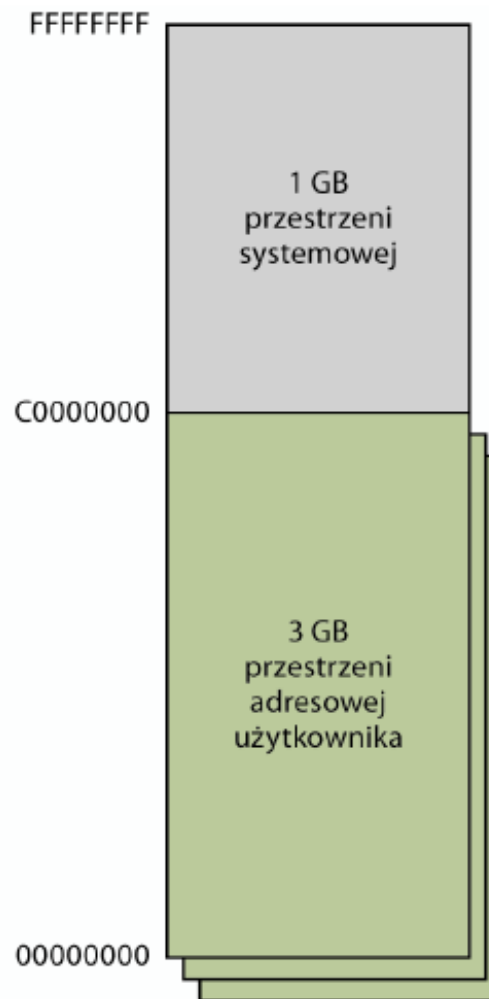 FFFFFFFF
1 GB
przestrzeni
systemowej
C0000000
3 GB
przestrzeni
adresowej
użytkownika
00000000